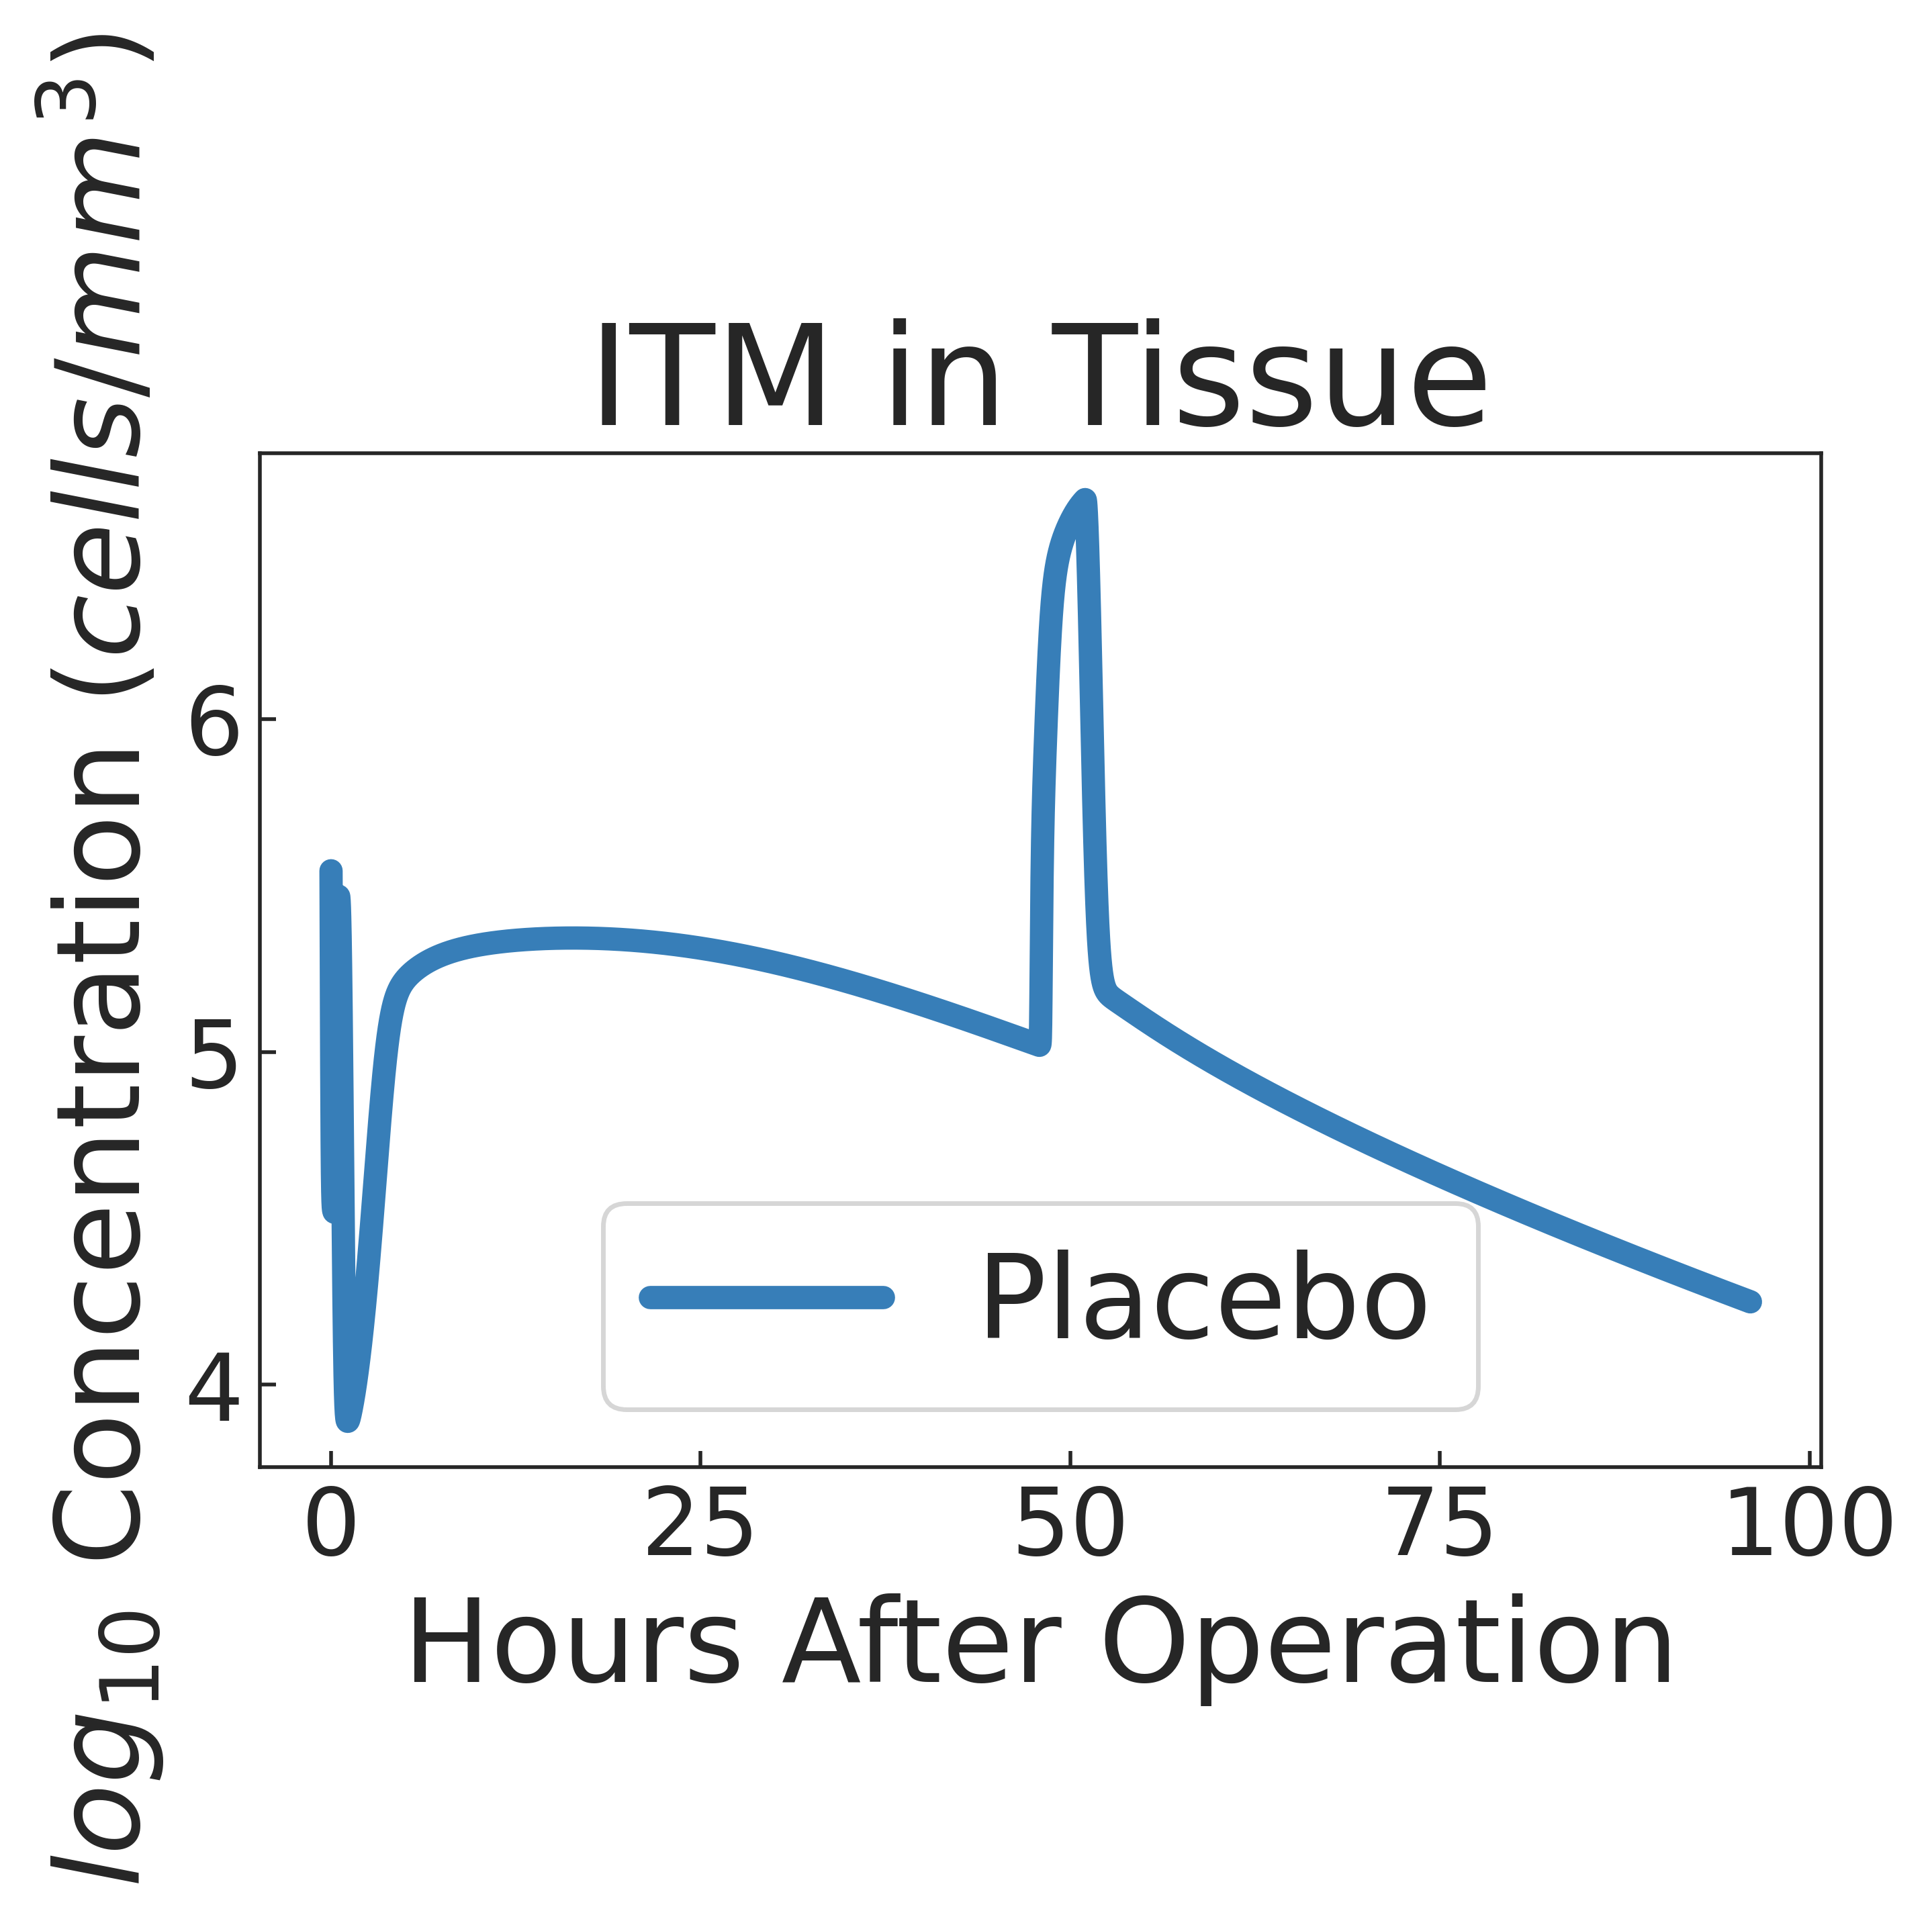 ITM in Tissue
log10 Concentration (cells/mm³)
6
5
4
Placebo
0 25 50 75 100
Hours After Operation